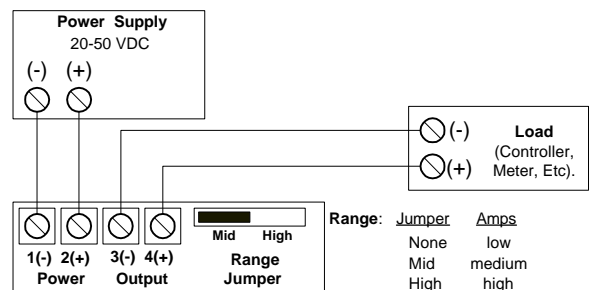 Power Supply
20-50 VDC
(-) (+)
(-)
(+)
Load
(Controller,
Meter, Etc).
Mid High
1(-) 2(+) 3(-) 4(+)
Power Output
Range
Jumper
Range: Jumper Amps
None low
Mid medium
High high